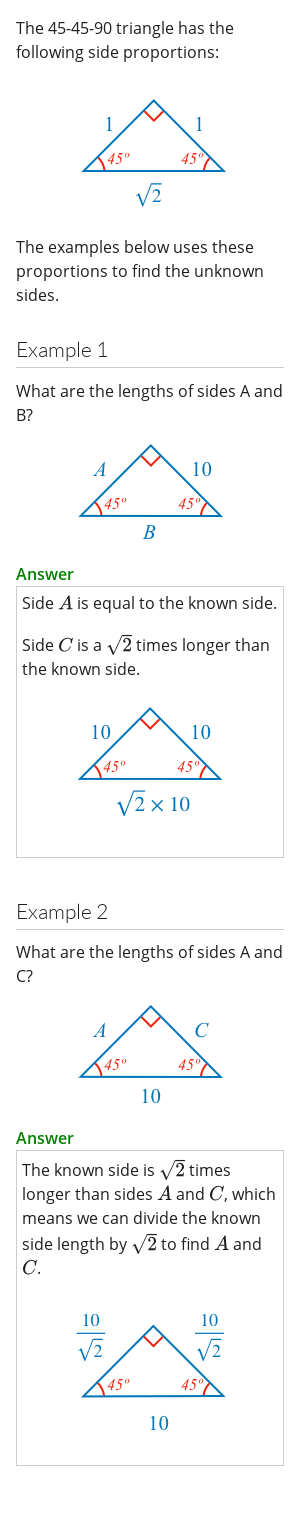 The 45-45-90 triangle has the
following side proportions:
1
1
45°
45°
√2
The examples below uses these
proportions to find the unknown
sides.
Example 1
What are the lengths of sides A and
B?
A
10
45°
45°
B
Answer
Side A is equal to the known side.
Side C is a √2 times longer than
the known side.
10
10
45°
45°
√2 × 10
Example 2
What are the lengths of sides A and
C?
A
C
45°
45°
10
Answer
The known side is √2 times
longer than sides A and C, which
means we can divide the known
side length by √2 to find A and
C.
10
10
√2
√2
45°
45°
10